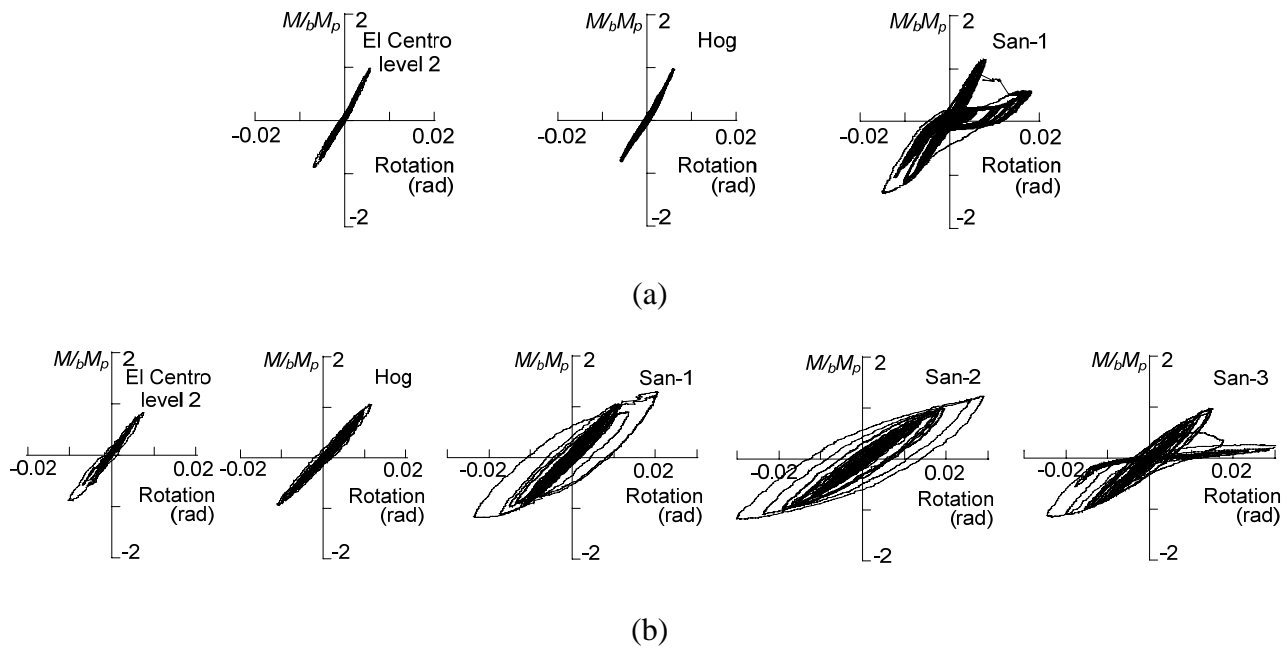 M/bMp 2
El Centro
level 2
-0.02 0.02
Rotation
(rad)
-2
M/bMp 2
Hog
-0.02 0.02
Rotation
(rad)
-2
M/bMp 2
San-1
-0.02 0.02
Rotation
(rad)
-2
(a)
M/bMp 2
El Centro
level 2
-0.02 0.02
Rotation
(rad)
-2
M/bMp 2
Hog
-0.02 0.02
Rotation
(rad)
-2
M/bMp 2
San-1
-0.02 0.02
Rotation
(rad)
-2
M/bMp 2
San-2
-0.02 0.02
Rotation
(rad)
-2
M/bMp 2
San-3
-0.02 0.02
Rotation
(rad)
-2
(b)